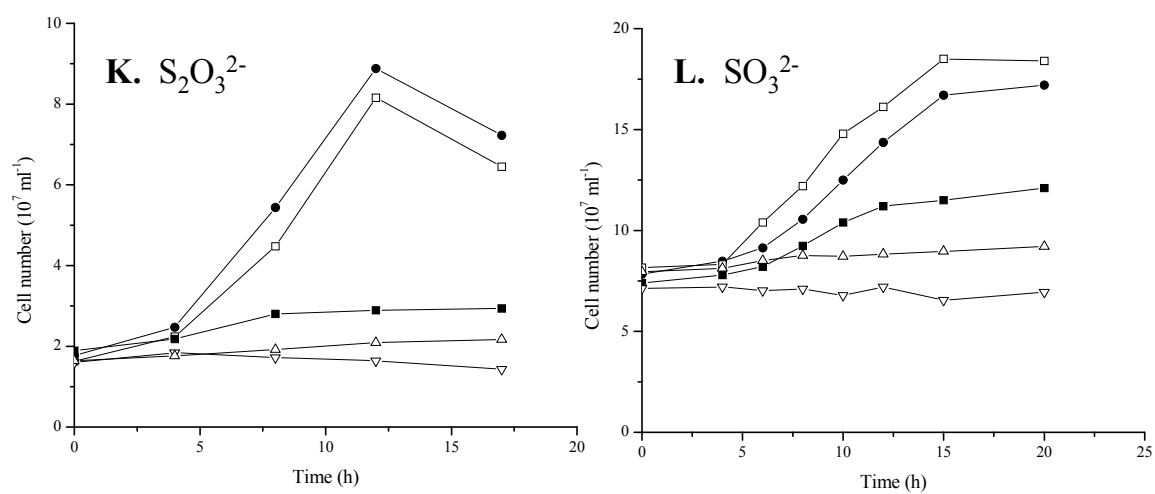 K. S₂O₃²⁻
Cell number (10⁷ ml⁻¹)
10
8
6
4
2
0
0 5 10 15 20
Time (h)
L. SO₃²⁻
Cell number (10⁷ ml⁻¹)
20
15
10
5
0
0 5 10 15 20 25
Time (h)